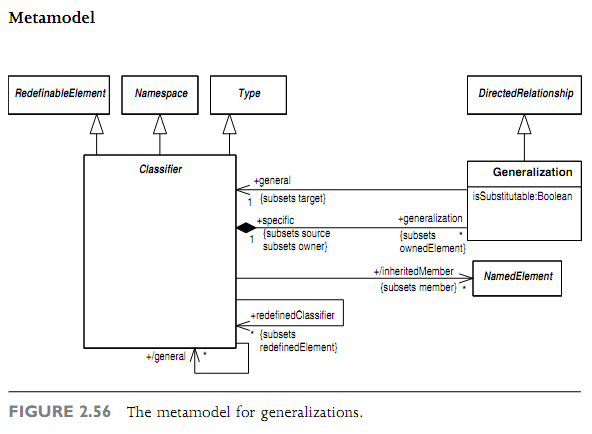 Metamodel
RedefinableElement
Namespace
Type
DirectedRelationship
Classifier
Generalization
isSubstitutable:Boolean
+general
1 {subsets target}
+specific
1 {subsets source
subsets owner}
+generalization
{subsets *
ownedElement}
+/inheritedMember
{subsets member} *
NamedElement
+redefinedClassifier
* {subsets
redefinedElement}
+/general *
FIGURE 2.56 The metamodel for generalizations.